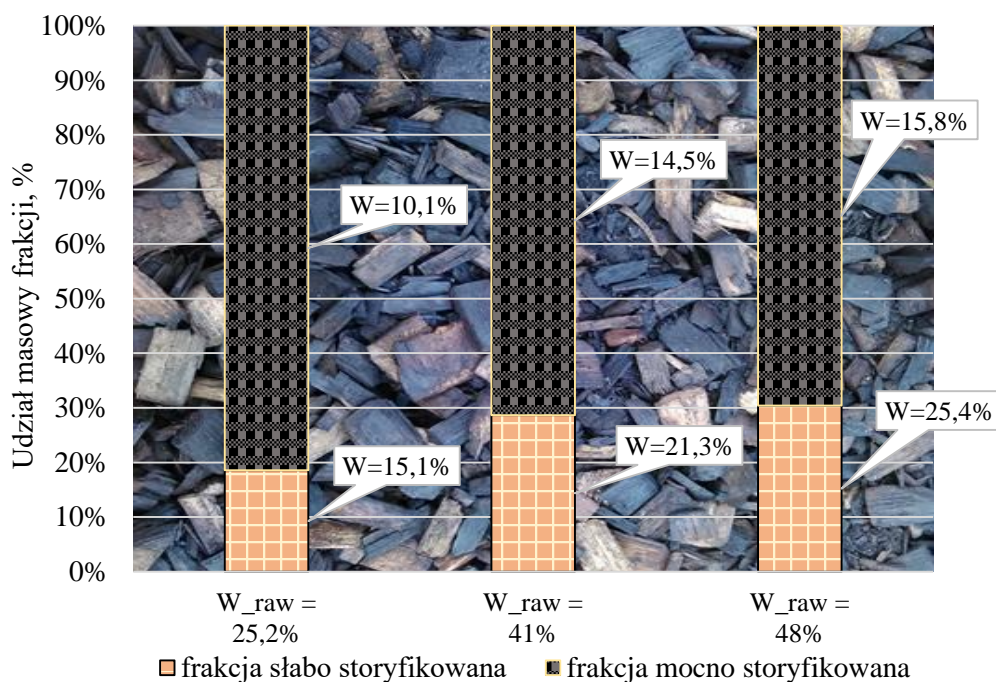 Udział masowy frakcji, %
100%
90%
80%
70%
60%
50%
40%
30%
20%
10%
0%
W=10,1%
W=15,1%
W=14,5%
W=21,3%
W=15,8%
W=25,4%
W_raw =
25,2%
W_raw =
41%
W_raw =
48%
frakcja słabo storyfikowana
frakcja mocno storyfikowana